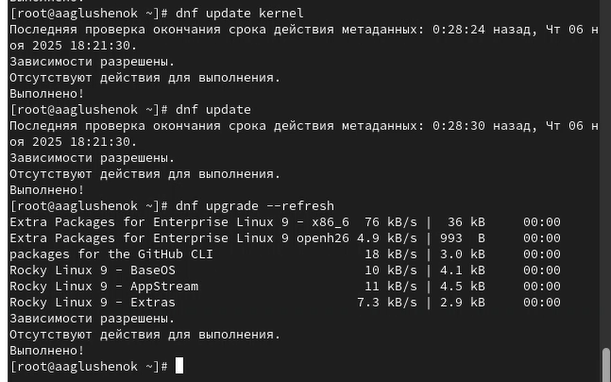 Выполнено!
[root@aaglushenok ~]# dnf update kernel
Последняя проверка окончания срока действия метаданных: 0:28:24 назад, Чт 06 н
оя 2025 18:21:30.
Зависимости разрешены.
Отсутствуют действия для выполнения.
Выполнено!
[root@aaglushenok ~]# dnf update
Последняя проверка окончания срока действия метаданных: 0:28:30 назад, Чт 06 н
оя 2025 18:21:30.
Зависимости разрешены.
Отсутствуют действия для выполнения.
Выполнено!
[root@aaglushenok ~]# dnf upgrade --refresh
Extra Packages for Enterprise Linux 9 - x86_6  76 kB/s |  36 kB     00:00
Extra Packages for Enterprise Linux 9 openh26 4.9 kB/s | 993  B     00:00
packages for the GitHub CLI                    18 kB/s | 3.0 kB     00:00
Rocky Linux 9 - BaseOS                         10 kB/s | 4.1 kB     00:00
Rocky Linux 9 - AppStream                      11 kB/s | 4.5 kB     00:00
Rocky Linux 9 - Extras                        7.3 kB/s | 2.9 kB     00:00
Зависимости разрешены.
Отсутствуют действия для выполнения.
Выполнено!
[root@aaglushenok ~]#